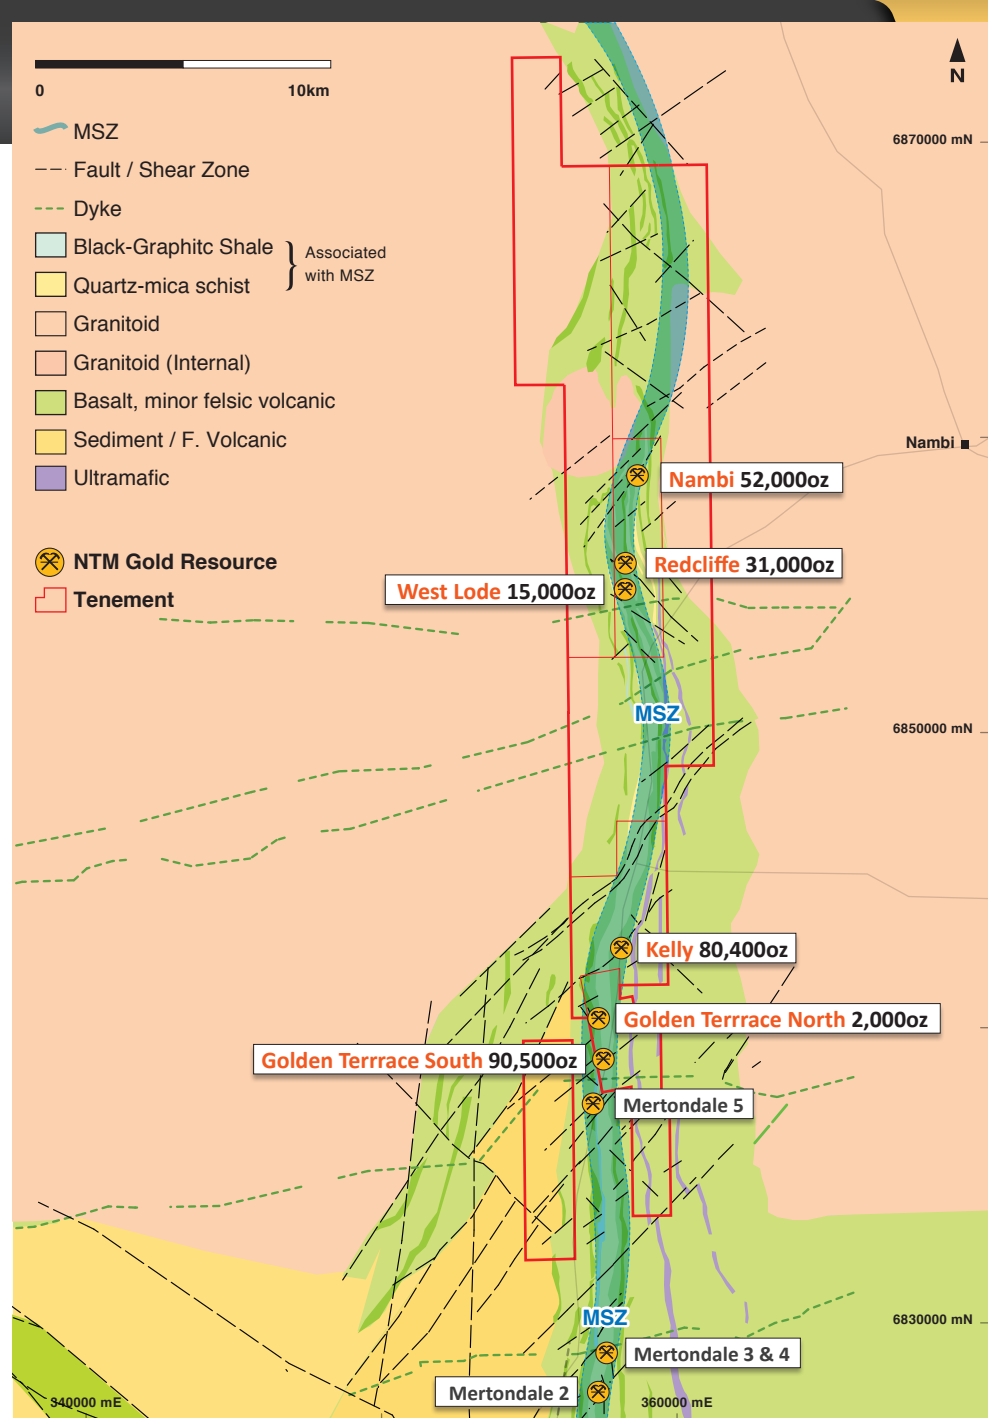 N
0 10km
MSZ
Fault / Shear Zone
Dyke
Black-Graphitc Shale
Quartz-mica schist
Associated
with MSZ
Granitoid
Granitoid (Internal)
Basalt, minor felsic volcanic
Sediment / F. Volcanic
Ultramafic
NTM Gold Resource
Tenement
6870000 mN
Nambi
Nambi 52,000oz
Redcliffe 31,000oz
West Lode 15,000oz
MSZ
6850000 mN
Kelly 80,400oz
Golden Terrrace North 2,000oz
Golden Terrrace South 90,500oz
Mertondale 5
MSZ
6830000 mN
Mertondale 3 & 4
Mertondale 2
340000 mE
360000 mE